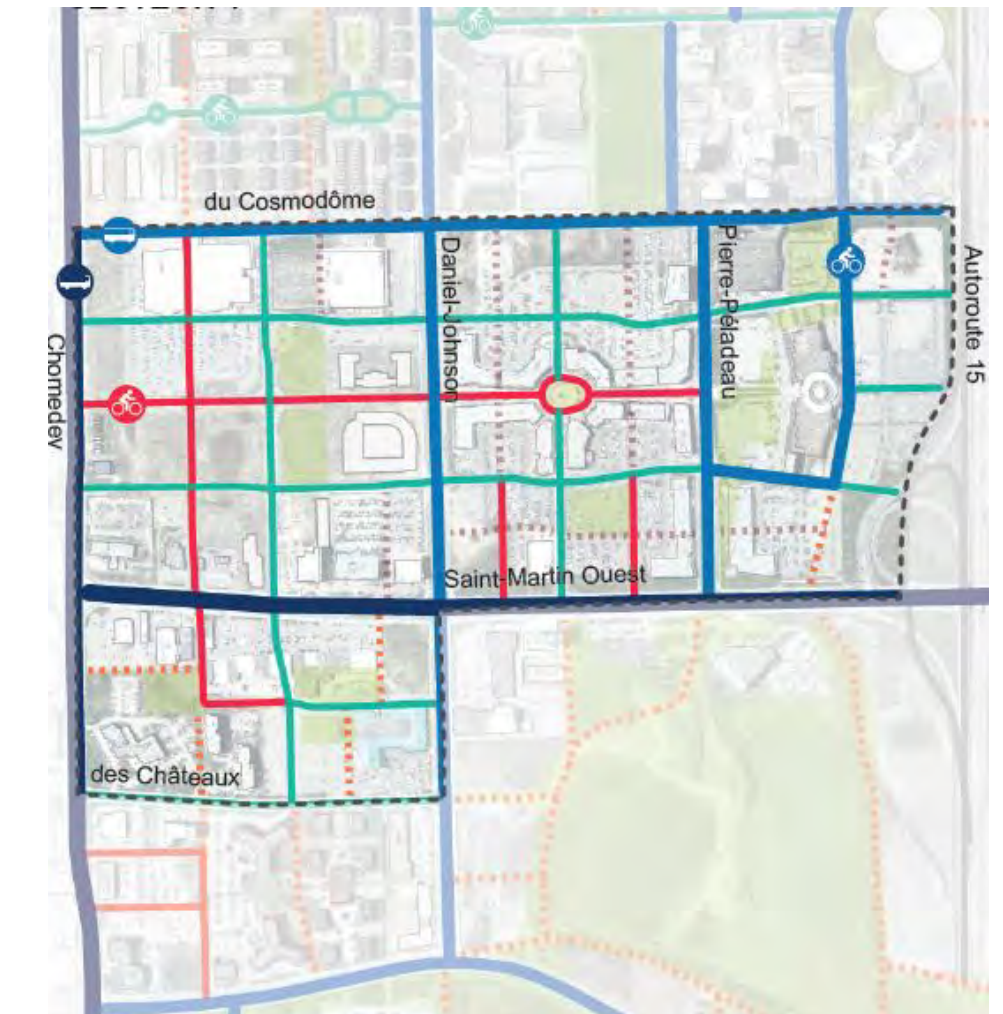 du Cosmodôme
Daniel-Johnson
Pierre-Péladeau
Autoroute 15
Chomedey
Saint-Martin Ouest
des Châteaux